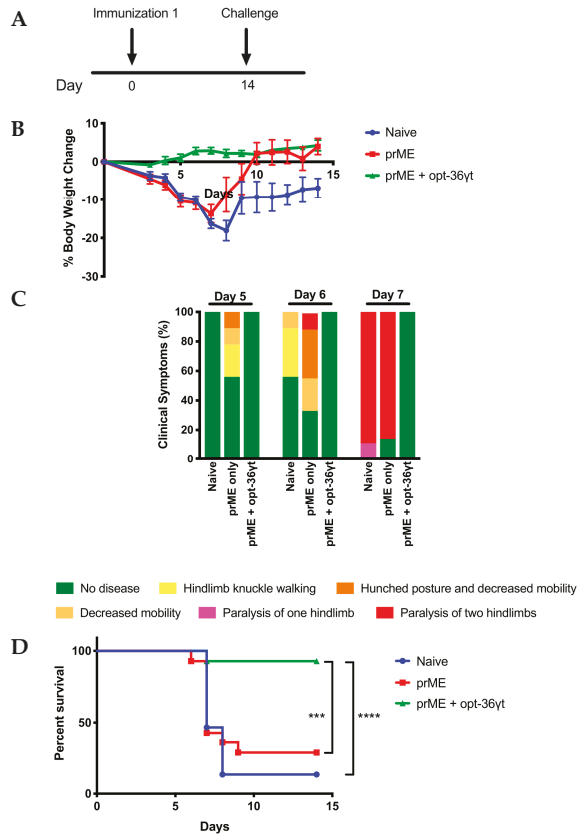 A
Immunization 1 Challenge
Day 0 14
B
10
0
-10
-20
-30
% Body Weight Change
5 10 15
Days
Naive
prME
prME + opt-36γt
C
Day 5 Day 6 Day 7
100
80
60
40
20
0
Clinical Symptoms (%)
Naive
prME only
prME + opt-36γt
Naive
prME only
prME + opt-36γt
Naive
prME only
prME + opt-36γt
No disease Hindlimb knuckle walking Hunched posture and decreased mobility
Decreased mobility Paralysis of one hindlimb Paralysis of two hindlimbs
D
100
50
0
Percent survival
0 5 10 15
Days
*** ****
Naive
prME
prME + opt-36γt